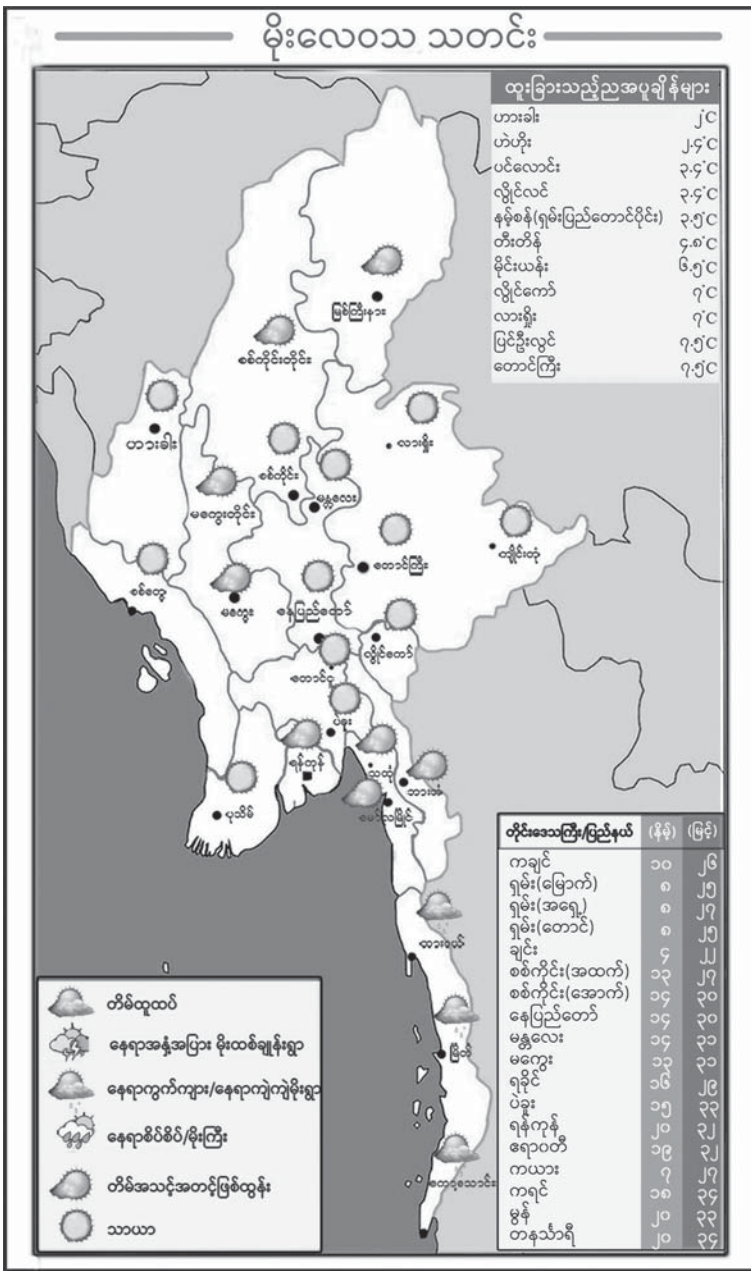 မိုးလေဝသ သတင်း
ထူးခြားသည့်ညအပူချိန်များ
ဟားခါး ၂°C
ဟဲဟိုး ၂.၄°C
ပင်လောင်း ၃.၄°C
လွိုင်လင် ၃.၄°C
နမ့်စန်(ရှမ်းပြည်တောင်ပိုင်း) ၃.၅°C
တီးတိန် ၄.၈°C
မိုင်းယန်း ၆.၅°C
လွိုင်ကော် ၇°C
လားရှိုး ၇°C
ပြင်ဦးလွင် ၇.၅°C
တောင်ကြီး ၇.၅°C
မြစ်ကြီးနား
စစ်ကိုင်းတိုင်း
ဟားခါး
လားရှိုး
စစ်ကိုင်း
မန္တလေး
မကွေးတိုင်း
တောင်ကြီး
ကျိုင်းတုံ
စစ်တွေ
မကွေး
နေပြည်တော်
လွိုင်ကော်
တောင်ငူ
ပဲခူး
ရန်ကုန်
သထုံ
ဘားအံ
ပုသိမ်
မော်လမြိုင်
ထားဝယ်
မြိတ်
ကော့သောင်း
တိုင်းဒေသကြီး/ပြည်နယ် (နိမ့်) (မြင့်)
ကချင် ၁၀ ၂၆
ရှမ်း(မြောက်) ၈ ၂၅
ရှမ်း(အရှေ့) ၈ ၂၇
ရှမ်း(တောင်) ၈ ၂၅
ချင်း ၄ ၂၂
စစ်ကိုင်း(အထက်) ၁၃ ၂၇
စစ်ကိုင်း(အောက်) ၁၄ ၃၀
နေပြည်တော် ၁၄ ၃၀
မန္တလေး ၁၄ ၃၁
မကွေး ၁၃ ၃၁
ရခိုင် ၁၆ ၂၉
ပဲခူး ၁၅ ၃၃
ရန်ကုန် ၂၀ ၃၂
ဧရာဝတီ ၁၉ ၃၂
ကယား ၇ ၂၇
ကရင် ၁၈ ၃၄
မွန် ၂၀ ၃၃
တနင်္သာရီ ၂၀ ၃၄
တိမ်ထူထပ်
နေရာအနှံ့အပြား မိုးထစ်ချုန်းရွာ
နေရာကွက်ကျား/နေရာကျဲကျဲမိုးရွာ
နေရာစိပ်စိပ်/မိုးကြီး
တိမ်အသင့်အတင့်ဖြစ်ထွန်း
သာယာ